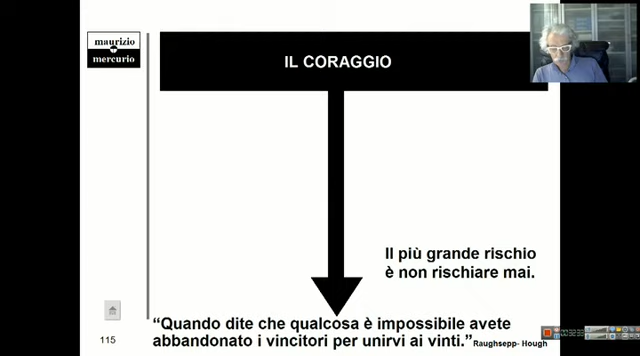 maurizio
mercurio
IL CORAGGIO
Il più grande rischio
è non rischiare mai.
“Quando dite che qualcosa è impossibile avete
abbandonato i vincitori per unirvi ai vinti.” Raughsepp- Hough
115